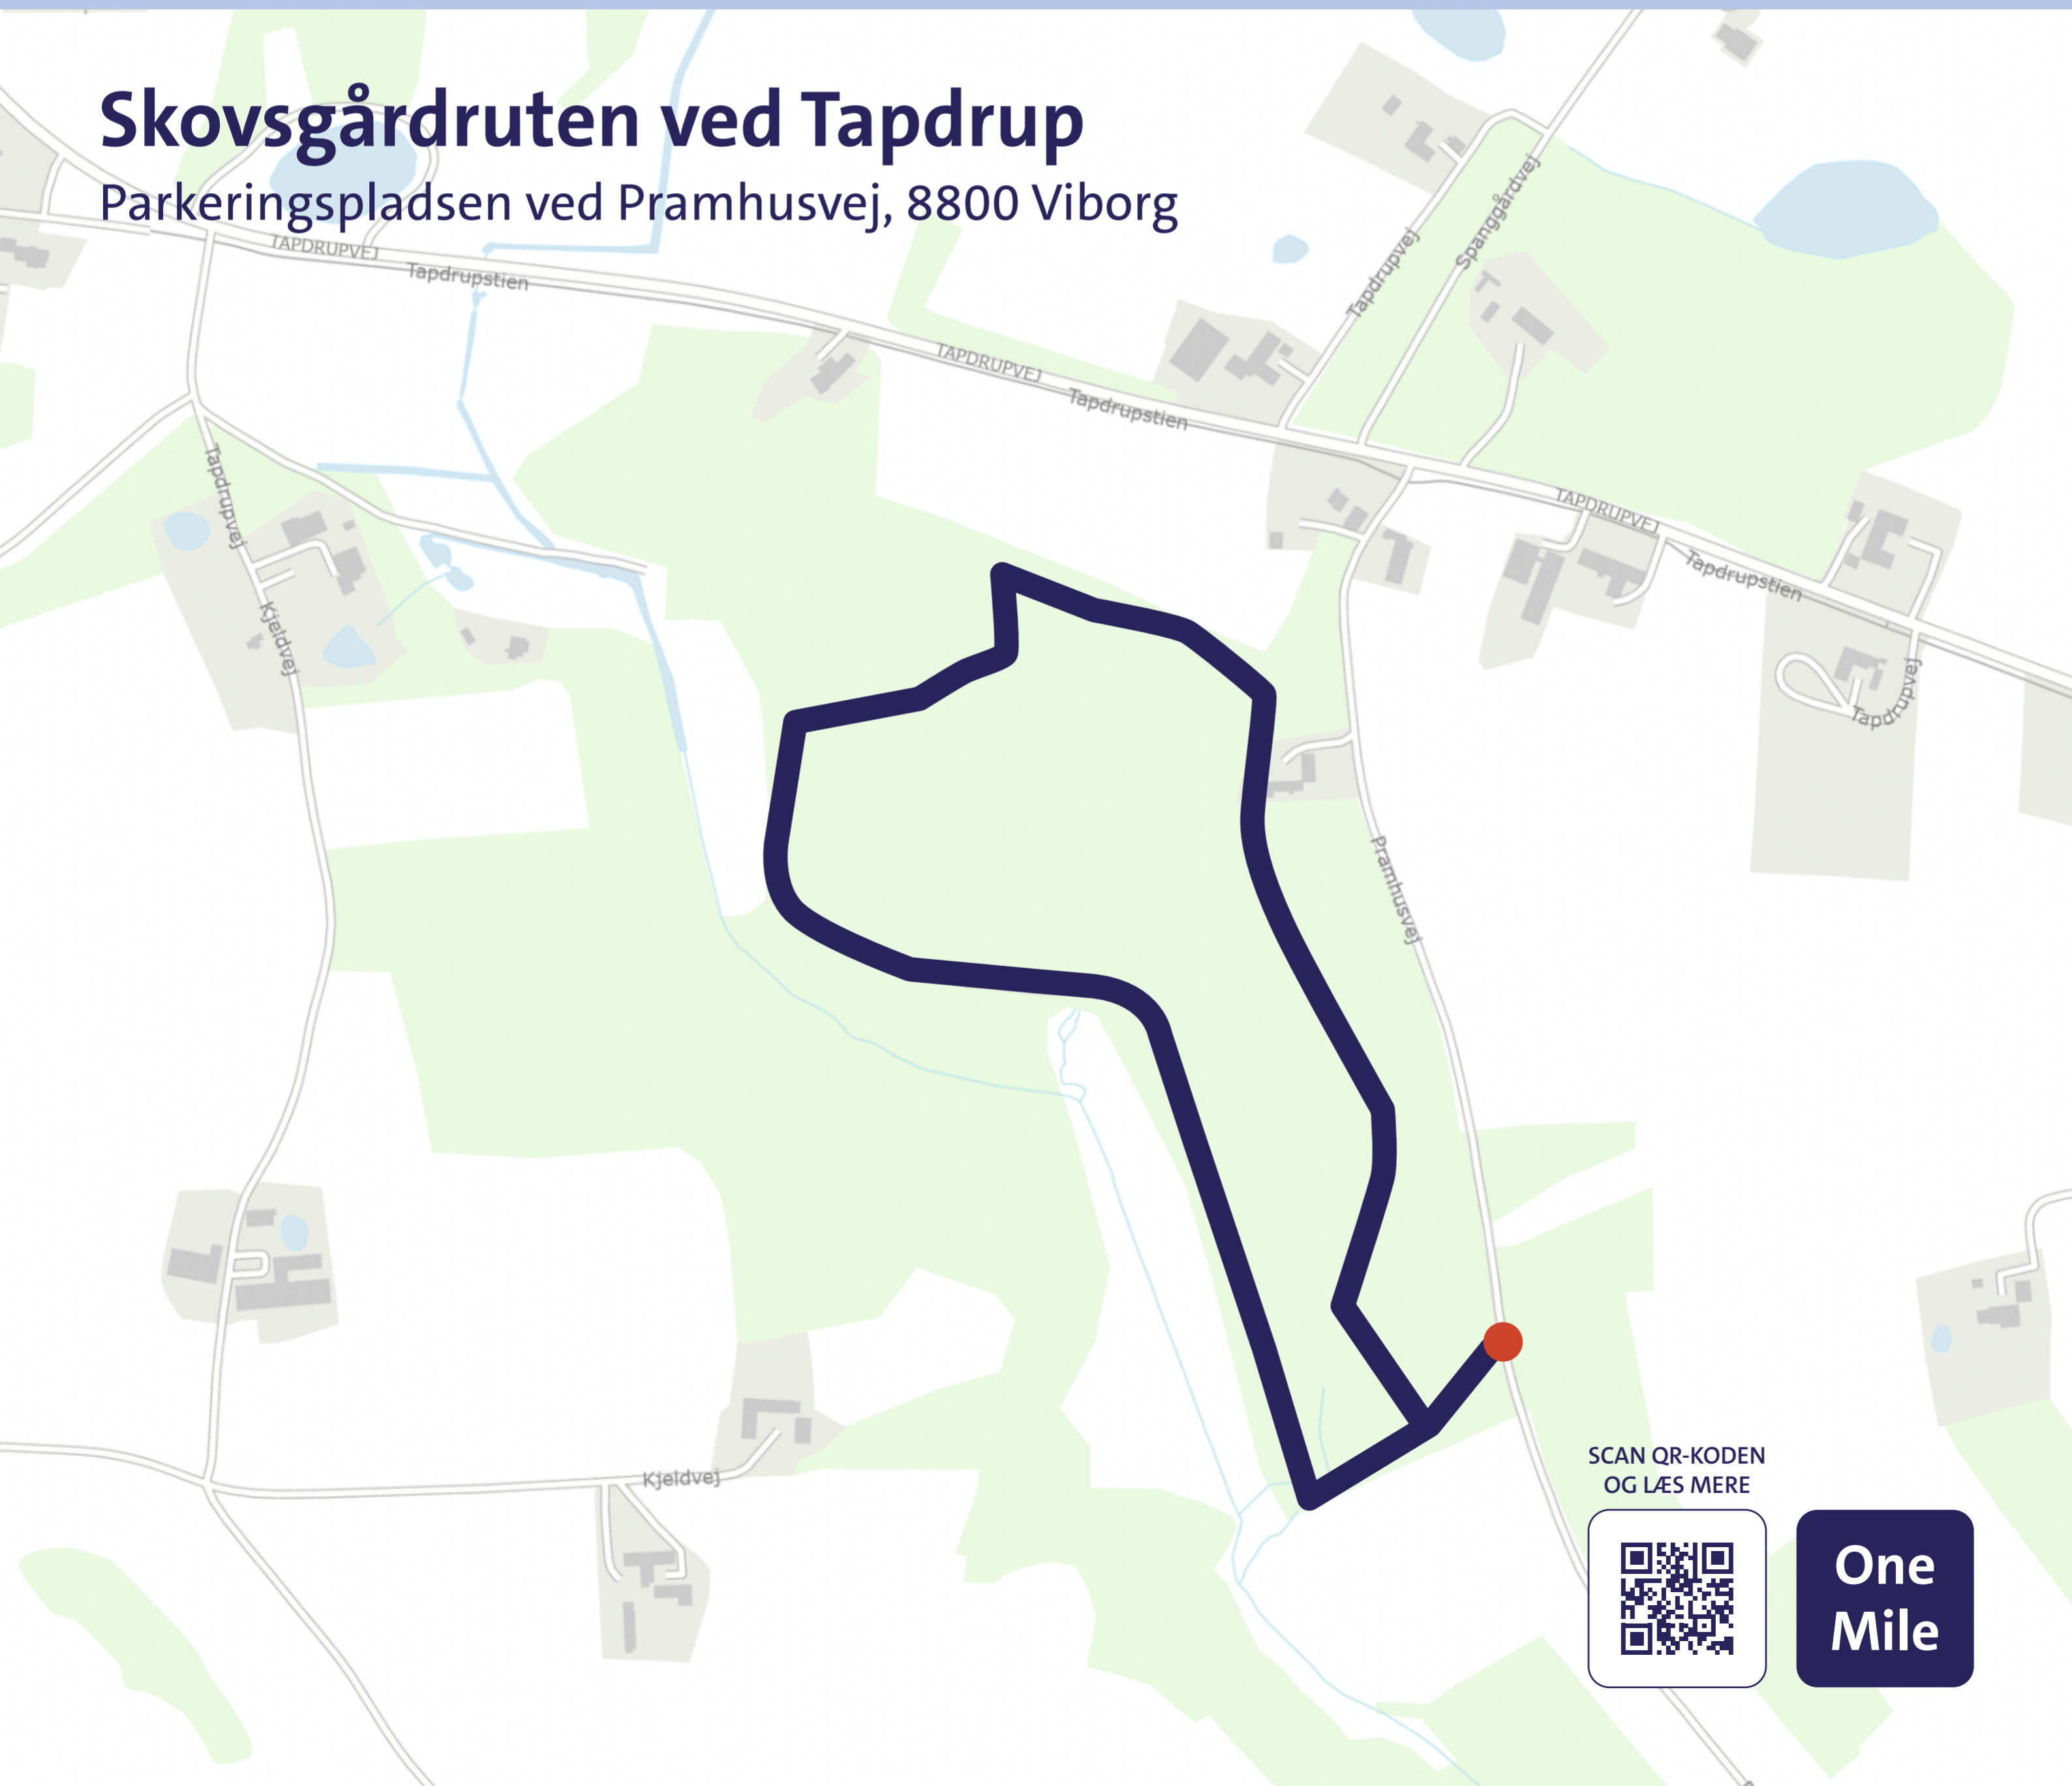 Skovsgårdruten ved Tapdrup
Parkeringspladsen ved Pramhusvej, 8800 Viborg
TAPDRUPVEJ
Tapdrupstien
TAPDRUPVEJ
Tapdrupstien
Tapdrupvej
Spanggårdvej
TAPDRUPVEJ
Tapdrupstien
Tapdrupvej
Tapdrupvej
Kjeldvej
Pramhusvej
Kjeldvej
SCAN QR-KODEN
OG LÆS MERE
One
Mile